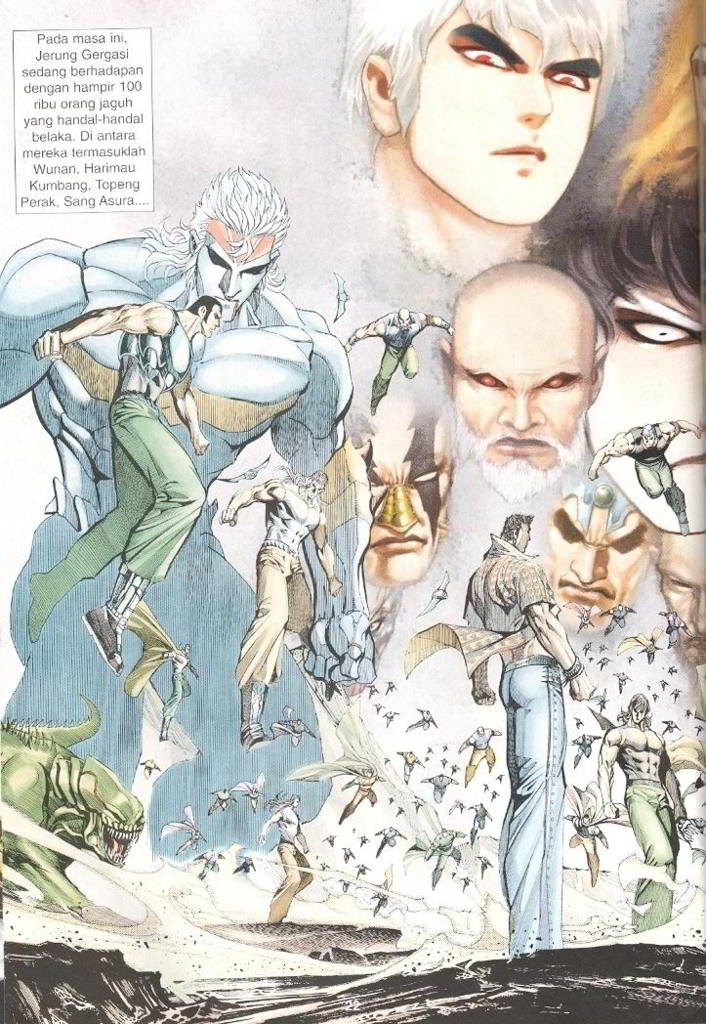 Pada masa ini,
Jerung Gergasi
sedang berhadapan
dengan hampir 100
ribu orang jaguh
yang handal-handal
belaka. Di antara
mereka termasuklah
Wunan, Harimau
Kumbang, Topeng
Perak, Sang Asura....
22